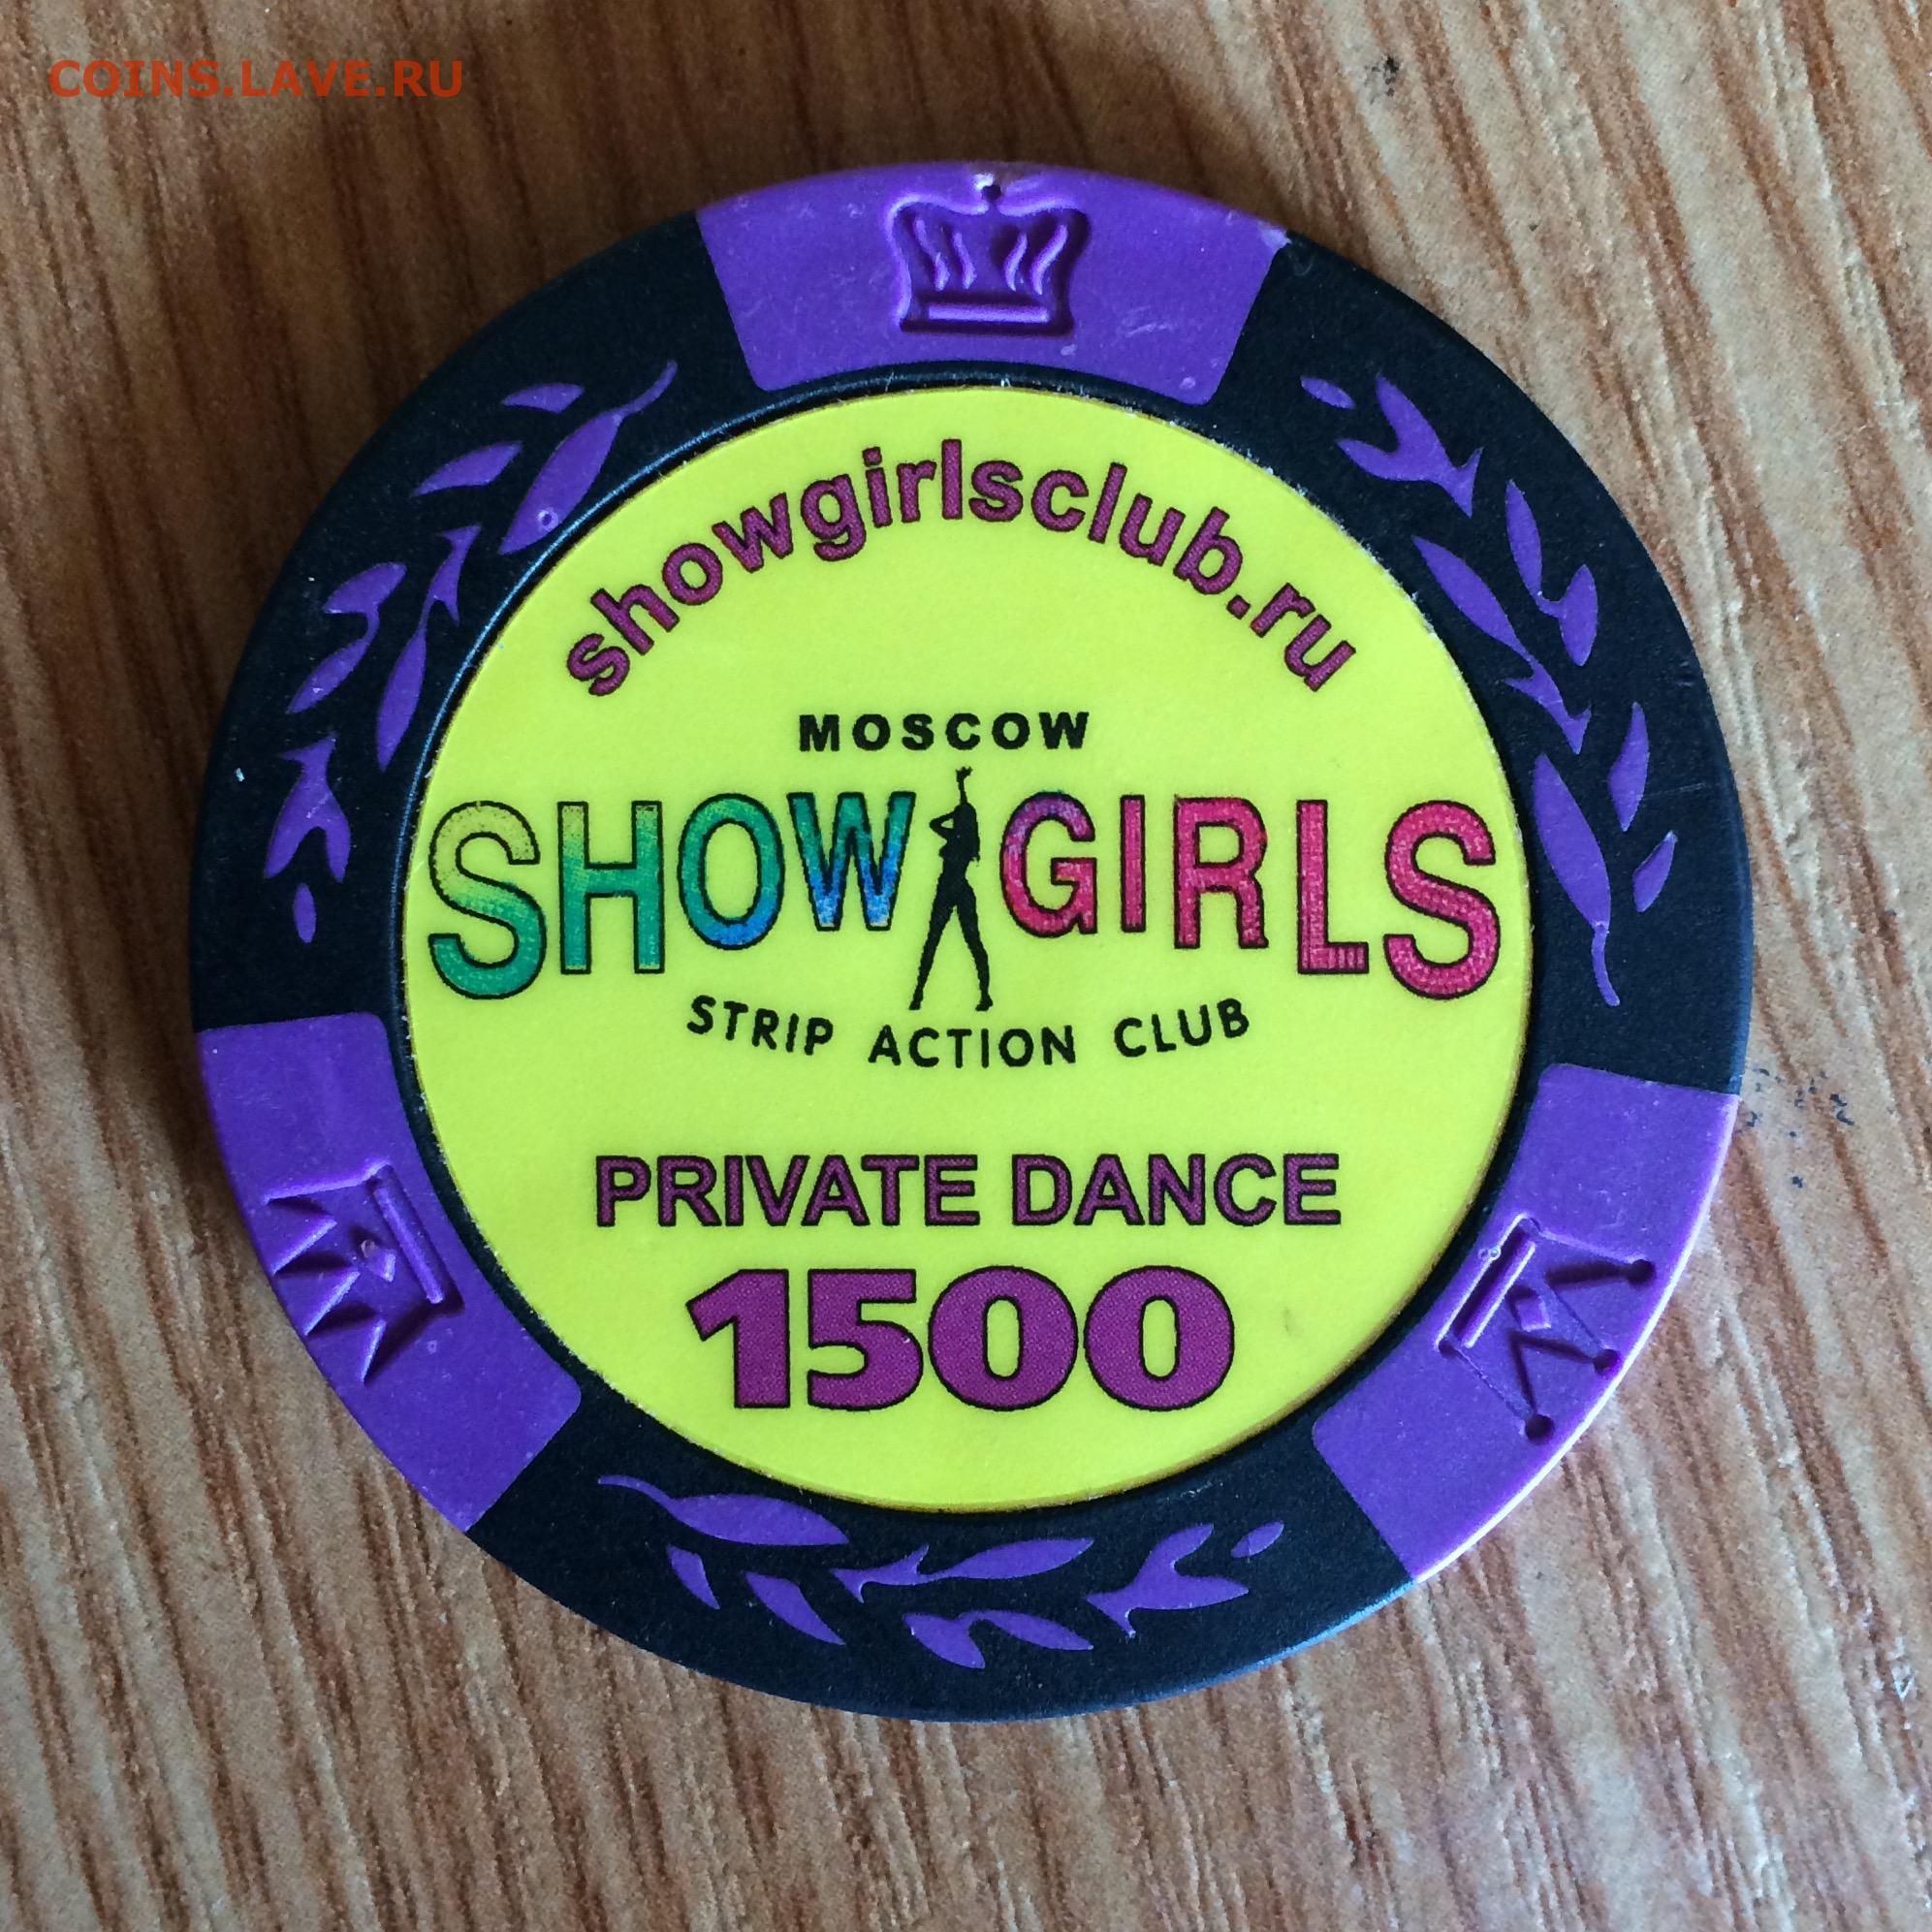 COINS.LAVE.RU
showgirlsclub.ru
MOSCOW
SHOWGIRLS
STRIP ACTION CLUB
PRIVATE DANCE
1500